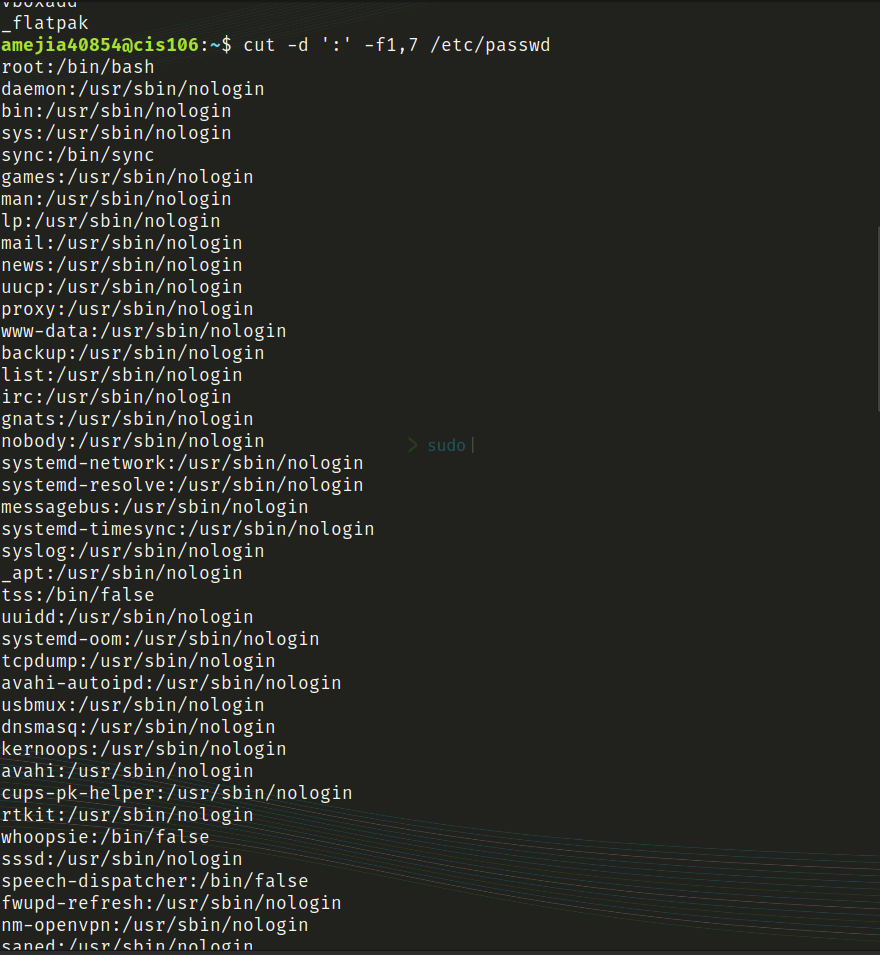 vboxadd
_flatpak
amejia40854@cis106:~$ cut -d ':' -f1,7 /etc/passwd
root:/bin/bash
daemon:/usr/sbin/nologin
bin:/usr/sbin/nologin
sys:/usr/sbin/nologin
sync:/bin/sync
games:/usr/sbin/nologin
man:/usr/sbin/nologin
lp:/usr/sbin/nologin
mail:/usr/sbin/nologin
news:/usr/sbin/nologin
uucp:/usr/sbin/nologin
proxy:/usr/sbin/nologin
www-data:/usr/sbin/nologin
backup:/usr/sbin/nologin
list:/usr/sbin/nologin
irc:/usr/sbin/nologin
gnats:/usr/sbin/nologin
nobody:/usr/sbin/nologin
> sudo|
systemd-network:/usr/sbin/nologin
systemd-resolve:/usr/sbin/nologin
messagebus:/usr/sbin/nologin
systemd-timesync:/usr/sbin/nologin
syslog:/usr/sbin/nologin
_apt:/usr/sbin/nologin
tss:/bin/false
uuidd:/usr/sbin/nologin
systemd-oom:/usr/sbin/nologin
tcpdump:/usr/sbin/nologin
avahi-autoipd:/usr/sbin/nologin
usbmux:/usr/sbin/nologin
dnsmasq:/usr/sbin/nologin
kernoops:/usr/sbin/nologin
avahi:/usr/sbin/nologin
cups-pk-helper:/usr/sbin/nologin
rtkit:/usr/sbin/nologin
whoopsie:/bin/false
sssd:/usr/sbin/nologin
speech-dispatcher:/bin/false
fwupd-refresh:/usr/sbin/nologin
nm-openvpn:/usr/sbin/nologin
saned:/usr/sbin/nologin